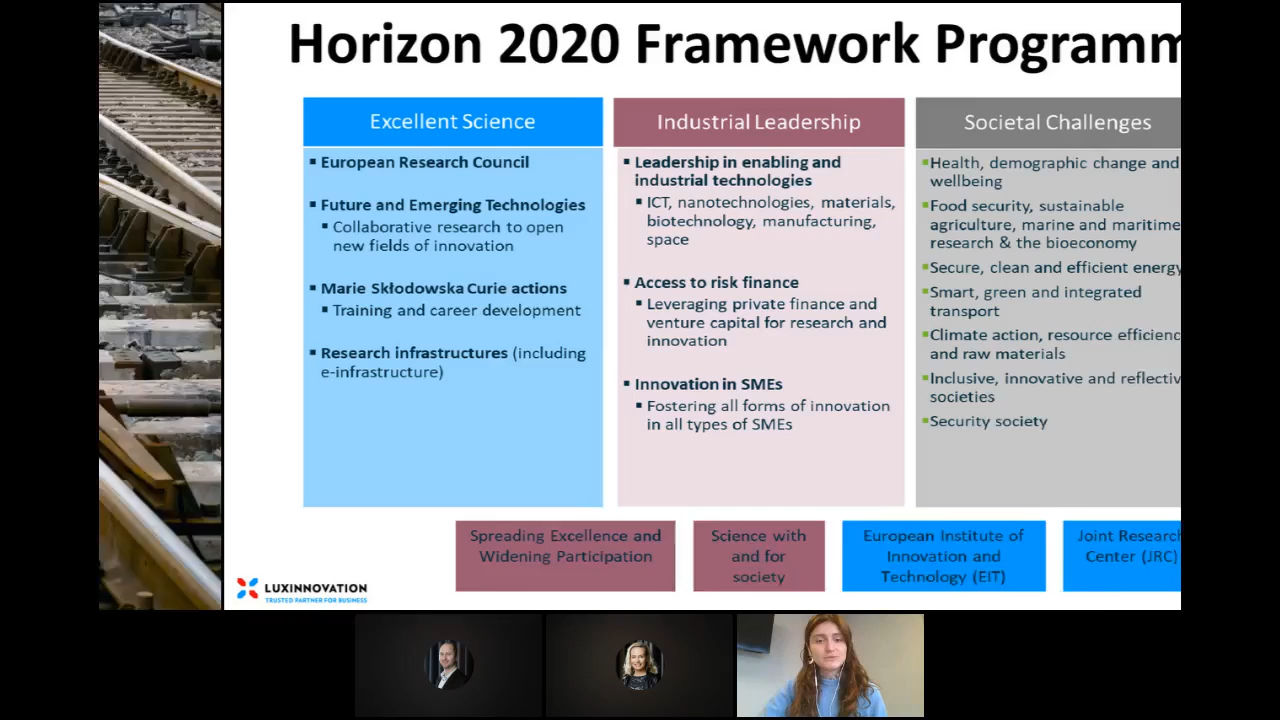 Horizon 2020 Framework Programm
Excellent Science
▪ European Research Council
▪ Future and Emerging Technologies
▪ Collaborative research to open
new fields of innovation
▪ Marie Skłodowska Curie actions
▪ Training and career development
▪ Research infrastructures (including
e-infrastructure)
Industrial Leadership
▪ Leadership in enabling and
industrial technologies
▪ ICT, nanotechnologies, materials,
biotechnology, manufacturing,
space
▪ Access to risk finance
▪ Leveraging private finance and
venture capital for research and
innovation
▪ Innovation in SMEs
▪ Fostering all forms of innovation
in all types of SMEs
Societal Challenges
▪Health, demographic change and
wellbeing
▪Food security, sustainable
agriculture, marine and maritime
research & the bioeconomy
▪Secure, clean and efficient energy
▪Smart, green and integrated
transport
▪Climate action, resource efficienc
and raw materials
▪Inclusive, innovative and reflectiv
societies
▪Security society
Spreading Excellence and
Widening Participation
Science with
and for
society
European Institute of
Innovation and
Technology (EIT)
Joint Research
Center (JRC)
LUXINNOVATION
TRUSTED PARTNER FOR BUSINESS